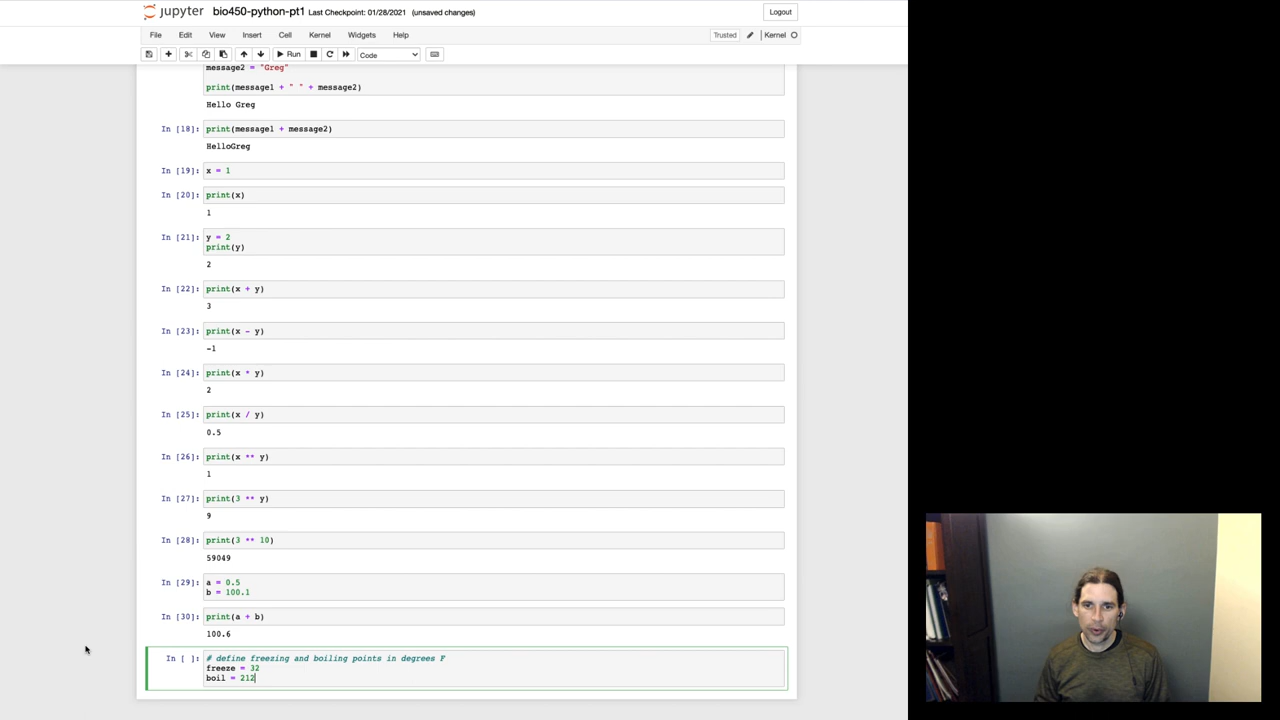 jupyter bio450-python-pt1 Last Checkpoint: 01/28/2021 (unsaved changes) Logout
File Edit View Insert Cell Kernel Widgets Help Trusted Kernel
Run Code
message2 = "Greg"
print(message1 + " " + message2)
Hello Greg
In [18]: print(message1 + message2)
HelloGreg
In [19]: x = 1
In [20]: print(x)
1
In [21]: y = 2
print(y)
2
In [22]: print(x + y)
3
In [23]: print(x - y)
-1
In [24]: print(x * y)
2
In [25]: print(x / y)
0.5
In [26]: print(x ** y)
1
In [27]: print(3 ** y)
9
In [28]: print(3 ** 10)
59049
In [29]: a = 0.5
b = 100.1
In [30]: print(a + b)
100.6
In [ ]: # define freezing and boiling points in degrees F
freeze = 32
boil = 212